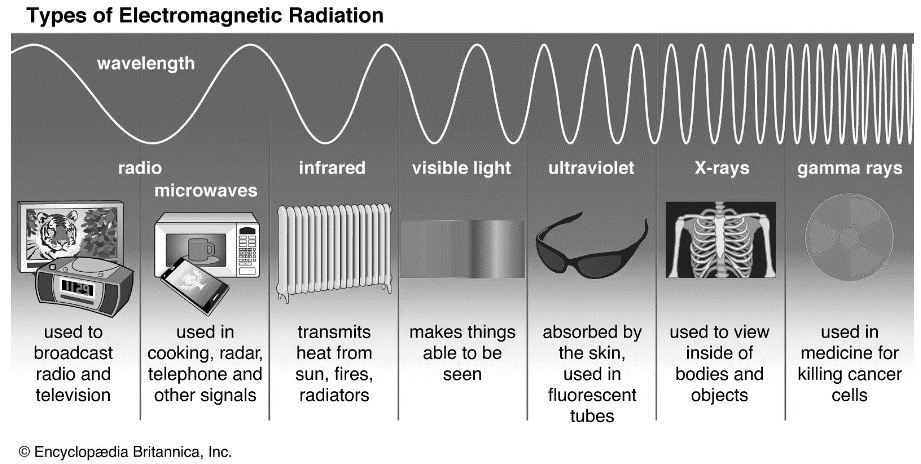 Types of Electromagnetic Radiation
wavelength
radio
microwaves
infrared
visible light
ultraviolet
X-rays
gamma rays
used to
broadcast
radio and
television
used in
cooking, radar,
telephone and
other signals
transmits
heat from
sun, fires,
radiators
makes things
able to be
seen
absorbed by
the skin,
used in
fluorescent
tubes
used to view
inside of
bodies and
objects
used in
medicine for
killing cancer
cells
© Encyclopædia Britannica, Inc.